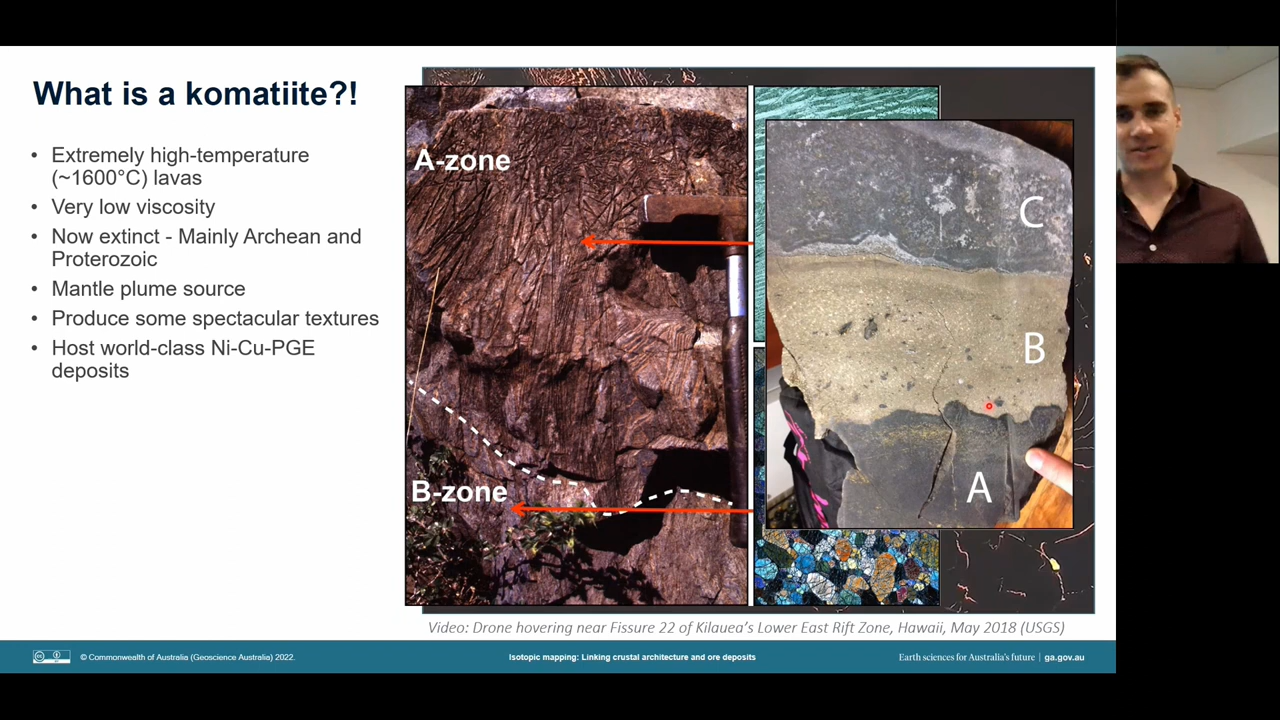 What is a komatiite?!
• Extremely high-temperature
(~1600°C) lavas
• Very low viscosity
• Now extinct - Mainly Archean and
Proterozoic
• Mantle plume source
• Produce some spectacular textures
• Host world-class Ni-Cu-PGE
deposits
A-zone
B-zone
C
B
A
Video: Drone hovering near Fissure 22 of Kilauea's Lower East Rift Zone, Hawaii, May 2018 (USGS)
© Commonwealth of Australia (Geoscience Australia) 2022.
Isotopic mapping: Linking crustal architecture and ore deposits
Earth sciences for Australia's future | ga.gov.au